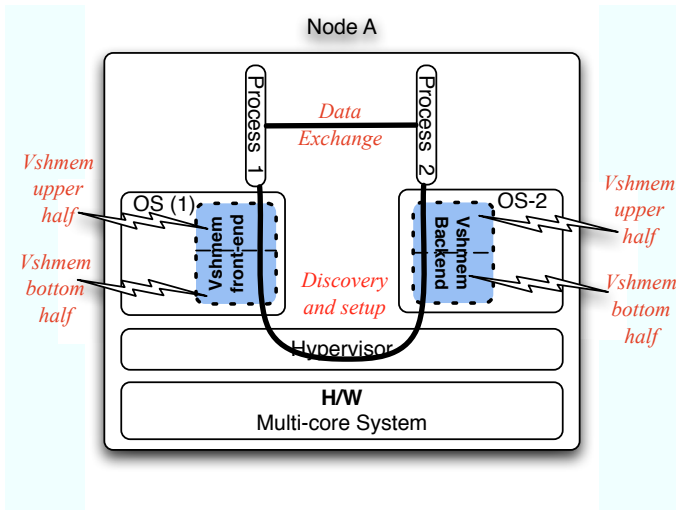 Node A
Process 1
Process 2
Data
Exchange
Vshmem
upper
half
OS (1)
OS-2
Vshmem
upper
half
Vshmem
front-end
Vshmem
Backend
Vshmem
bottom
half
Discovery
and setup
Vshmem
bottom
half
Hypervisor
H/W
Multi-core System